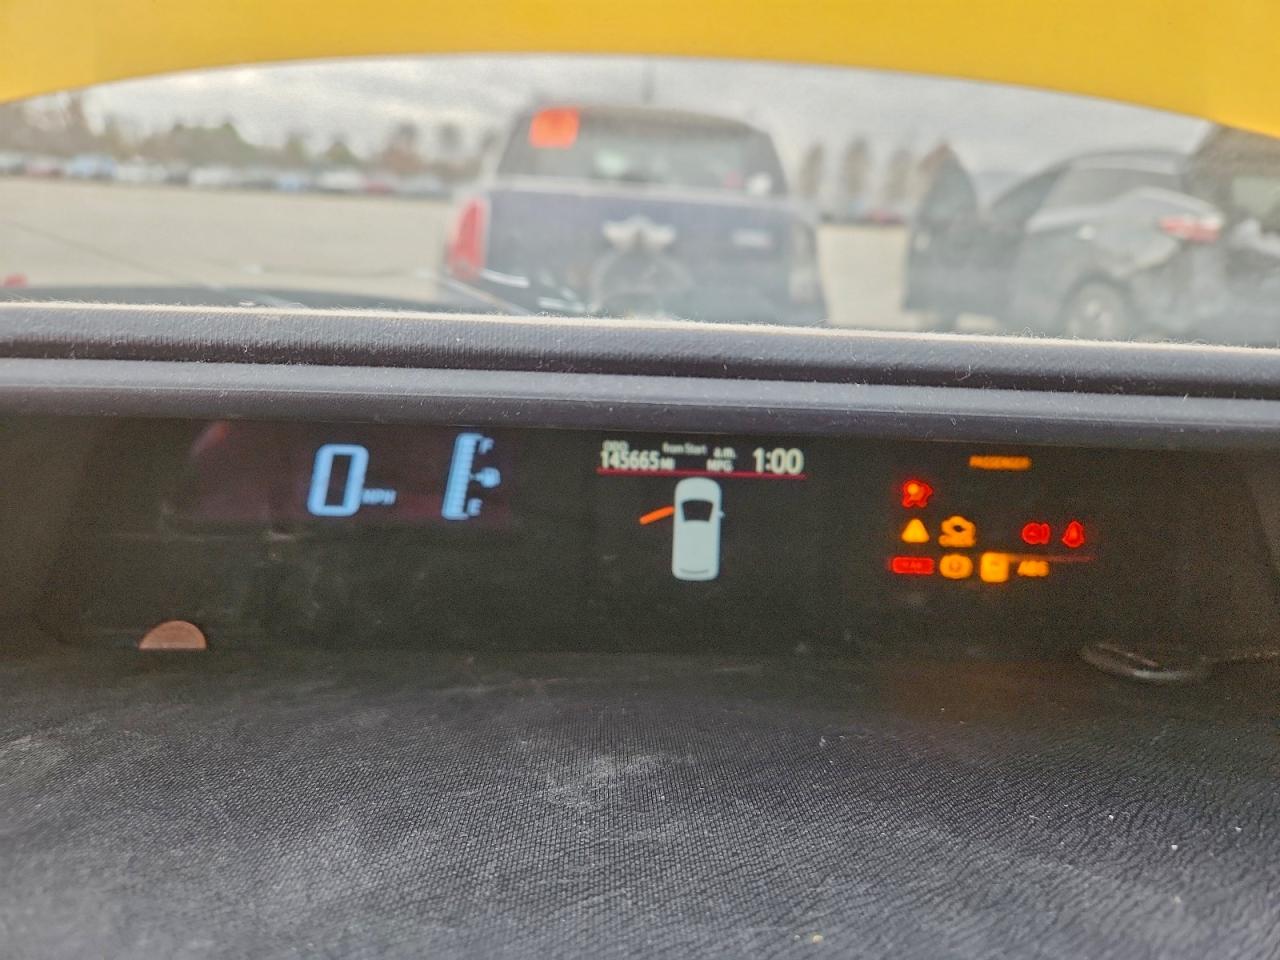 0 MPH
F
E
ODO from Start a.m. 1:00
145665 MI MPG
PASSENGER
ABS